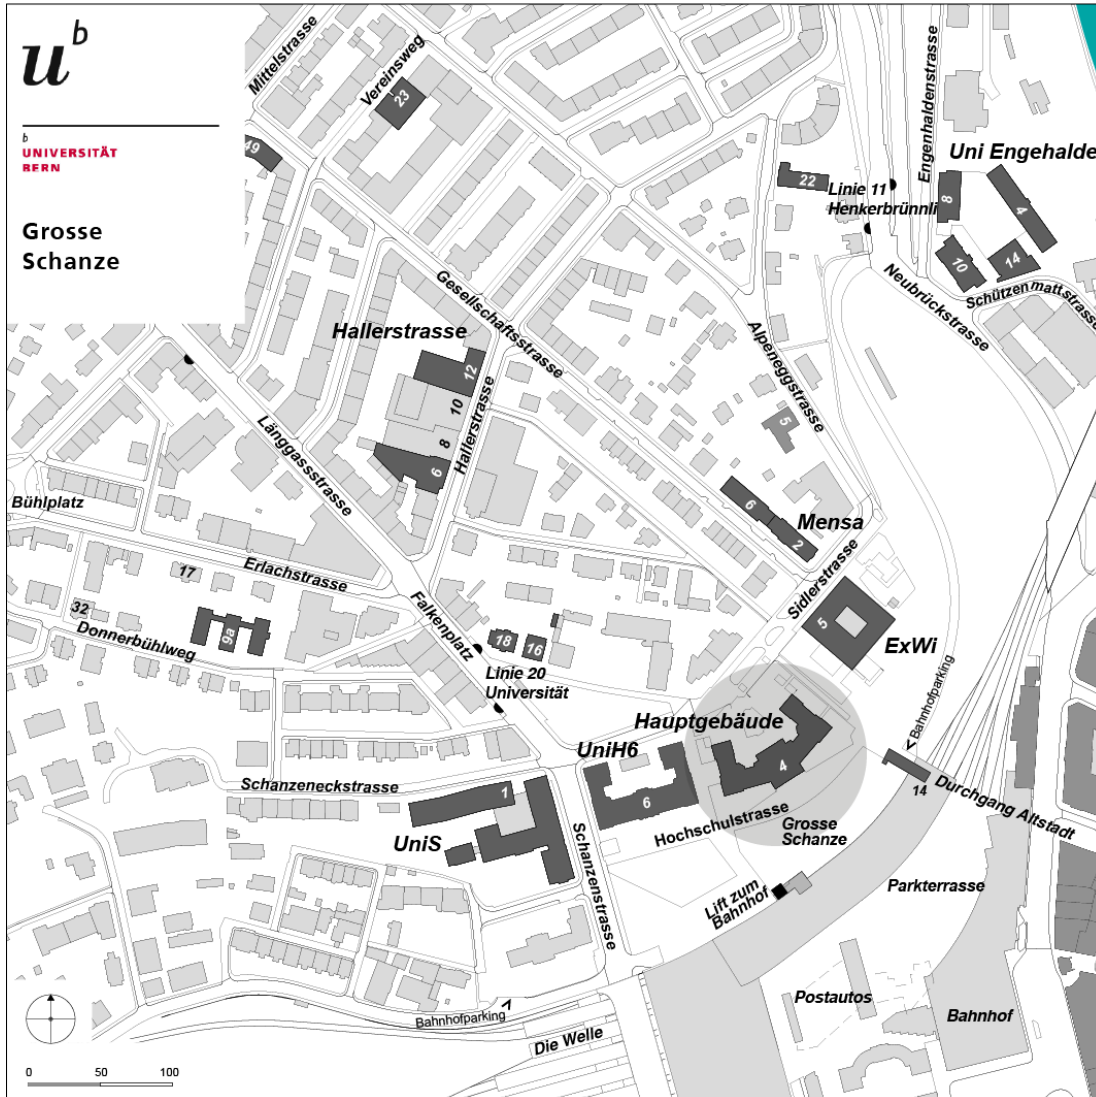 u
b
b
UNIVERSITÄT
BERN
Grosse
Schanze
Mittelstrasse
Vereinsweg
23
49
Engenhaldenstrasse
Uni Engehalde
22
Linie 11
Henkerbrünnli
8
4
10
14
Schützenmattstrasse
Neubrückstrasse
Gesellschaftsstrasse
Hallerstrasse
12
10
8
6
Hallerstrasse
Alpeneggstrasse
5
Länggassstrasse
Bühlplatz
6
Mensa
2
Erlachstrasse
17
32
9a
Donnerbühlweg
Falkenplatz
18
16
Linie 20
Universität
Sidlerstrasse
5
ExWi
Bahnhofparking
Hauptgebäude
4
UniH6
6
Schanzeneckstrasse
1
UniS
Hochschulstrasse
Grosse
Schanze
14
Durchgang Altstadt
Schanzenstrasse
Lift zum
Bahnhof
Parkterrasse
Postautos
Bahnhof
Bahnhofparking
Die Welle
0 50 100